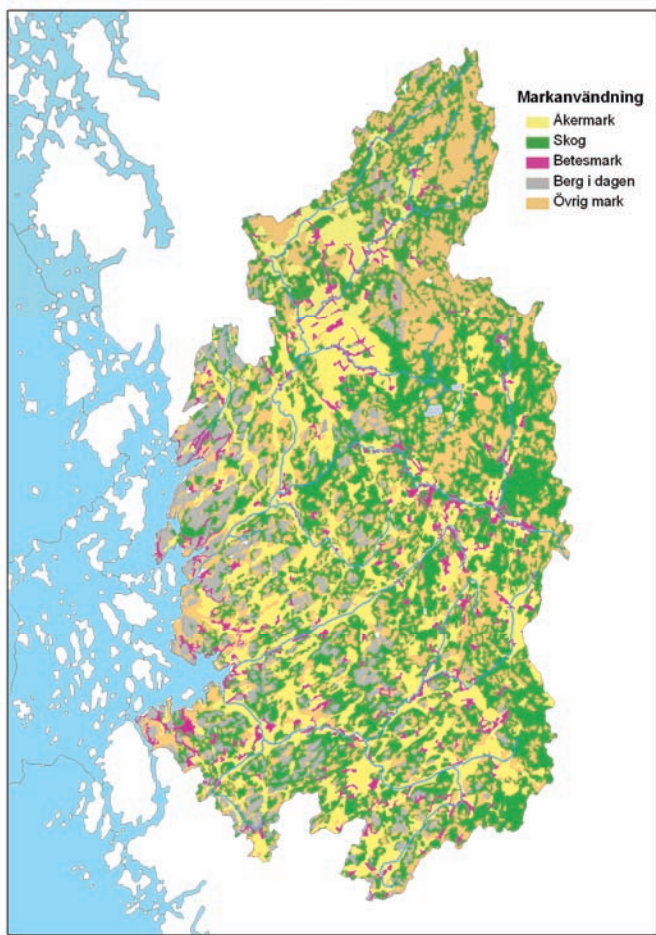 Markanvändning
Åkermark
Skog
Betesmark
Berg i dagen
Övrig mark